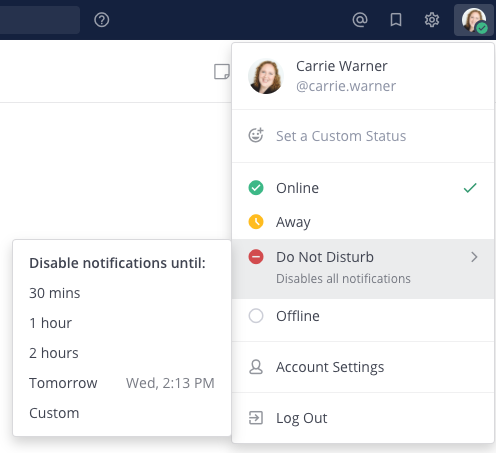 Carrie Warner
@carrie.warner
Set a Custom Status
Online
Away
Do Not Disturb
Disables all notifications
Offline
Account Settings
Log Out
Disable notifications until:
30 mins
1 hour
2 hours
Tomorrow Wed, 2:13 PM
Custom